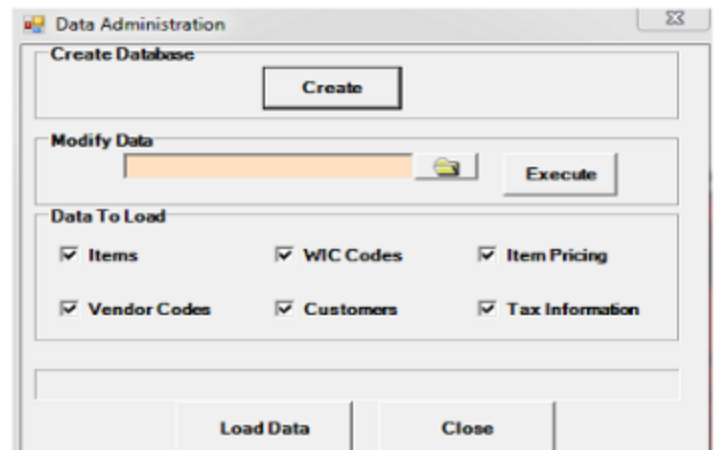 Data Administration
Create Database
Create
Modify Data
Execute
Data To Load
Items WIC Codes Item Pricing
Vendor Codes Customers Tax Information
Load Data Close